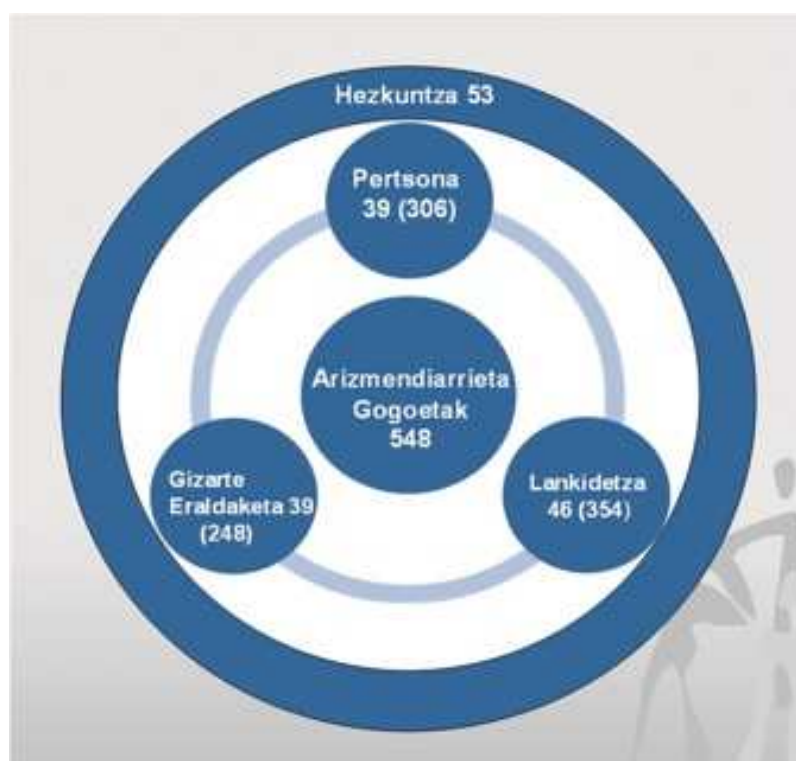 Hezkuntza 53
Pertsona
39 (306)
Arizmendiarrieta
Gogoetak
548
Gizarte
Eraldaketa 39
(248)
Lankidetza
46 (354)